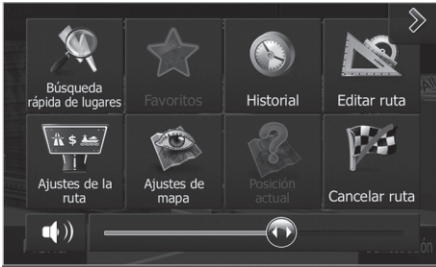 Búsqueda
rápida de lugares
Favoritos
Historial
Editar ruta
$
Ajustes de la
ruta
Ajustes de
mapa
Posición
actual
Cancelar ruta